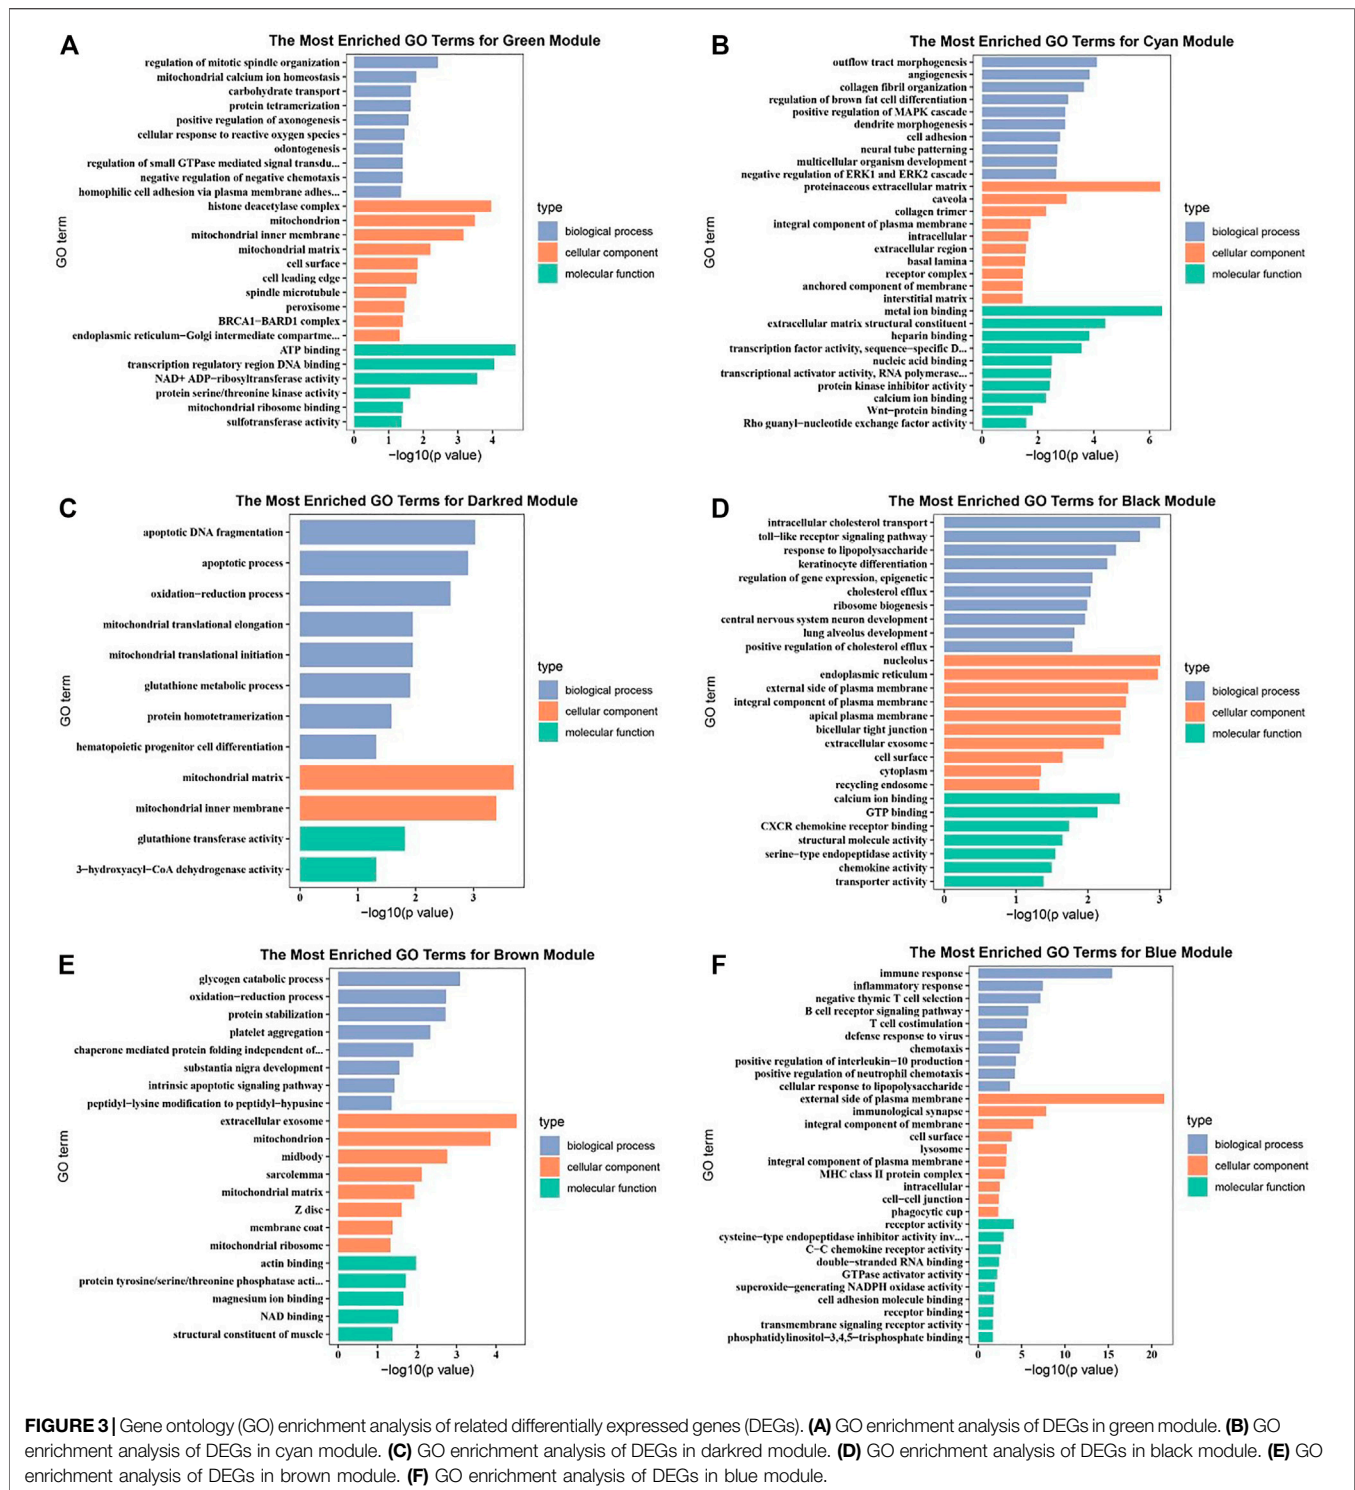 A
The Most Enriched GO Terms for Green Module
regulation of mitotic spindle organization
mitochondrial calcium ion homeostasis
carbohydrate transport
protein tetramerization
positive regulation of axonogenesis
cellular response to reactive oxygen species
odontogenesis
regulation of small GTPase mediated signal transdu...
negative regulation of negative chemotaxis
homophilic cell adhesion via plasma membrane adhes...
histone deacetylase complex
mitochondrion
mitochondrial inner membrane
mitochondrial matrix
cell surface
cell leading edge
spindle microtubule
peroxisome
BRCA1−BARD1 complex
endoplasmic reticulum−Golgi intermediate compartme...
ATP binding
transcription regulatory region DNA binding
NAD+ ADP−ribosyltransferase activity
protein serine/threonine kinase activity
mitochondrial ribosome binding
sulfotransferase activity
GO term
0 1 2 3 4
−log10(p value)
type
biological process
cellular component
molecular function
B
The Most Enriched GO Terms for Cyan Module
outflow tract morphogenesis
angiogenesis
collagen fibril organization
regulation of brown fat cell differentiation
positive regulation of MAPK cascade
dendrite morphogenesis
cell adhesion
neural tube patterning
multicellular organism development
negative regulation of ERK1 and ERK2 cascade
proteinaceous extracellular matrix
caveola
collagen trimer
integral component of plasma membrane
intracellular
extracellular region
basal lamina
receptor complex
anchored component of membrane
interstitial matrix
metal ion binding
extracellular matrix structural constituent
heparin binding
transcription factor activity, sequence−specific D...
nucleic acid binding
transcriptional activator activity, RNA polymerase...
protein kinase inhibitor activity
calcium ion binding
Wnt−protein binding
Rho guanyl−nucleotide exchange factor activity
GO term
0 2 4 6
−log10(p value)
type
biological process
cellular component
molecular function
C
The Most Enriched GO Terms for Darkred Module
apoptotic DNA fragmentation
apoptotic process
oxidation−reduction process
mitochondrial translational elongation
mitochondrial translational initiation
glutathione metabolic process
protein homotetramerization
hematopoietic progenitor cell differentiation
mitochondrial matrix
mitochondrial inner membrane
glutathione transferase activity
3−hydroxyacyl−CoA dehydrogenase activity
GO term
0 1 2 3
−log10(p value)
type
biological process
cellular component
molecular function
D
The Most Enriched GO Terms for Black Module
intracellular cholesterol transport
toll−like receptor signaling pathway
response to lipopolysaccharide
keratinocyte differentiation
regulation of gene expression, epigenetic
cholesterol efflux
ribosome biogenesis
central nervous system neuron development
lung alveolus development
positive regulation of cholesterol efflux
nucleolus
endoplasmic reticulum
external side of plasma membrane
integral component of plasma membrane
apical plasma membrane
bicellular tight junction
extracellular exosome
cell surface
cytoplasm
recycling endosome
calcium ion binding
GTP binding
CXCR chemokine receptor binding
structural molecule activity
serine−type endopeptidase activity
chemokine activity
transporter activity
GO term
0 1 2 3
−log10(p value)
type
biological process
cellular component
molecular function
E
The Most Enriched GO Terms for Brown Module
glycogen catabolic process
oxidation−reduction process
protein stabilization
platelet aggregation
chaperone mediated protein folding independent of...
substantia nigra development
intrinsic apoptotic signaling pathway
peptidyl−lysine modification to peptidyl−hypusine
extracellular exosome
mitochondrion
midbody
sarcolemma
mitochondrial matrix
Z disc
membrane coat
mitochondrial ribosome
actin binding
protein tyrosine/serine/threonine phosphatase acti...
magnesium ion binding
NAD binding
structural constituent of muscle
GO term
0 1 2 3 4
−log10(p value)
type
biological process
cellular component
molecular function
F
The Most Enriched GO Terms for Blue Module
immune response
inflammatory response
negative thymic T cell selection
B cell receptor signaling pathway
T cell costimulation
defense response to virus
chemotaxis
positive regulation of interleukin−10 production
positive regulation of neutrophil chemotaxis
cellular response to lipopolysaccharide
external side of plasma membrane
immunological synapse
integral component of membrane
cell surface
lysosome
integral component of plasma membrane
MHC class II protein complex
intracellular
cell−cell junction
phagocytic cup
receptor activity
cysteine−type endopeptidase inhibitor activity inv...
C−C chemokine receptor activity
double−stranded RNA binding
GTPase activator activity
superoxide−generating NADPH oxidase activity
cell adhesion molecule binding
receptor binding
transmembrane signaling receptor activity
phosphatidylinositol−3,4,5−trisphosphate binding
GO term
0 5 10 15 20
−log10(p value)
type
biological process
cellular component
molecular function
FIGURE 3 | Gene ontology (GO) enrichment analysis of related differentially expressed genes (DEGs). (A) GO enrichment analysis of DEGs in green module. (B) GO
enrichment analysis of DEGs in cyan module. (C) GO enrichment analysis of DEGs in darkred module. (D) GO enrichment analysis of DEGs in black module. (E) GO
enrichment analysis of DEGs in brown module. (F) GO enrichment analysis of DEGs in blue module.